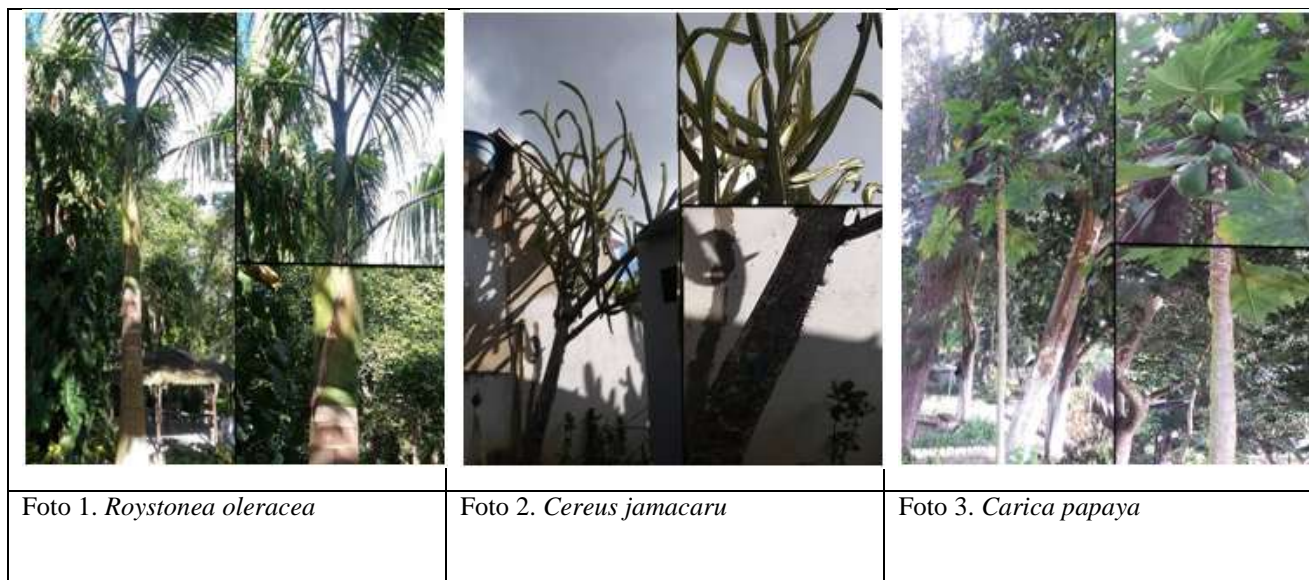 Foto 1. Roystonea oleracea
Foto 2. Cereus jamacaru
Foto 3. Carica papaya